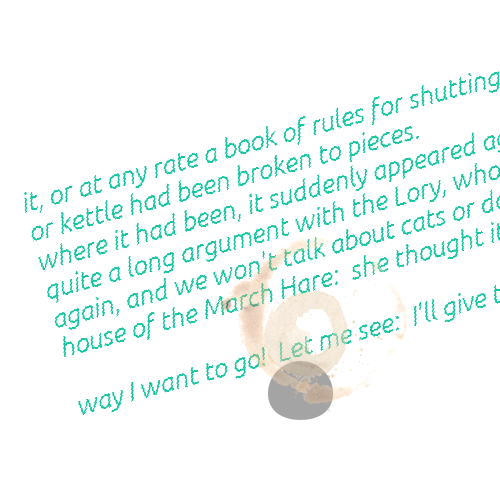 it, or at any rate a book of rules for shutting
or kettle had been broken to pieces.
where it had been, it suddenly appeared
quite a long argument with the Lory, who
again, and we won't talk about cats or
house of the March Hare: she thought it
way I want to go! Let me see: I'll give